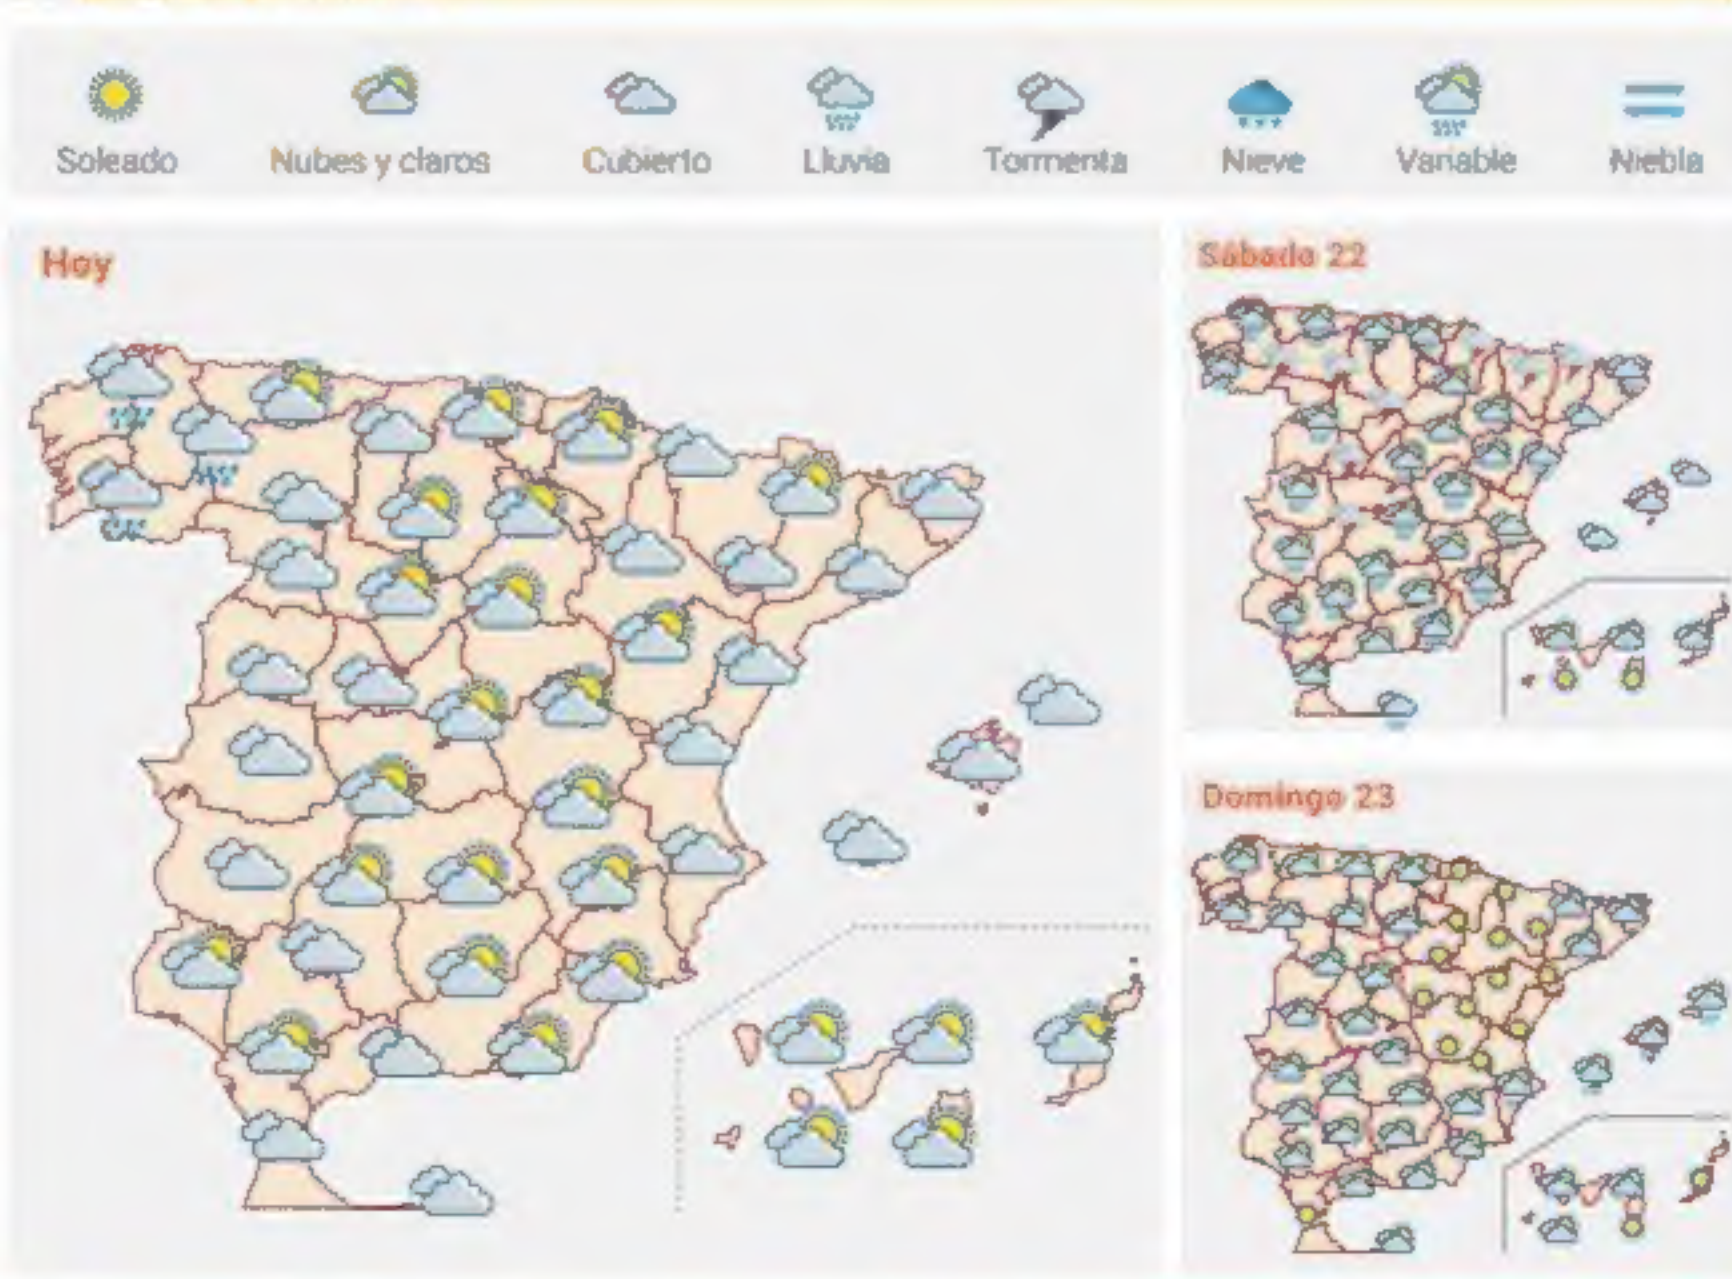 Soleado
Nubes y claros
Cubierto
Lluvia
Tormenta
Nieve
Variable
Niebla
Hoy
Sábado 22
Domingo 23